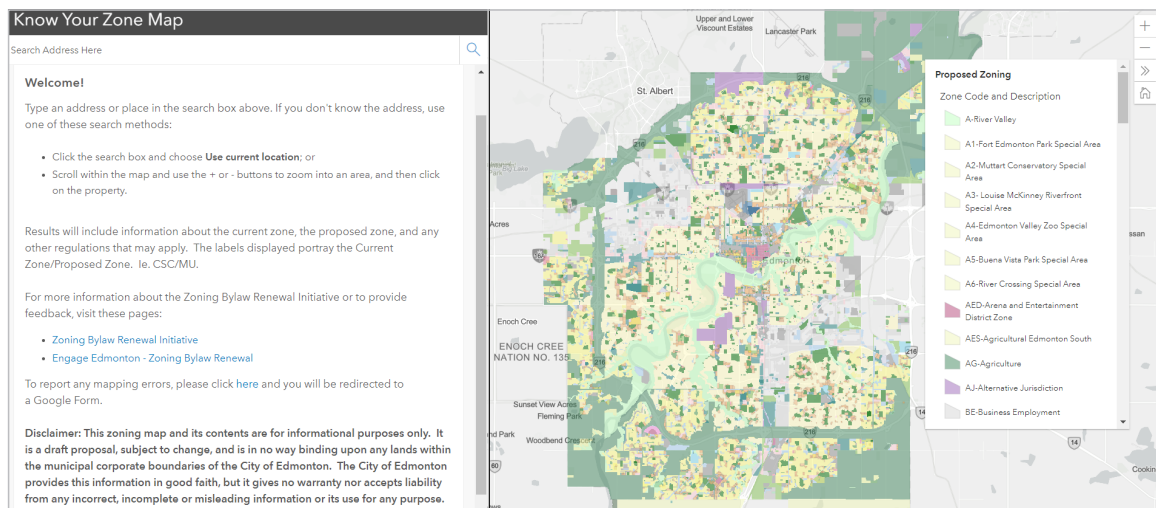 Know Your Zone Map
Search Address Here
Welcome!
Type an address or place in the search box above. If you don't know the address, use
one of these search methods:
Click the search box and choose Use current location; or
Scroll within the map and use the + or - buttons to zoom into an area, and then click
on the property.
Results will include information about the current zone, the proposed zone, and any
other regulations that may apply. The labels displayed portray the Current
Zone/Proposed Zone. Ie. CSC/MU.
For more information about the Zoning Bylaw Renewal Initiative or to provide
feedback, visit these pages:
Zoning Bylaw Renewal Initiative
Engage Edmonton - Zoning Bylaw Renewal
To report any mapping errors, please click here and you will be redirected to
a Google Form.
Disclaimer: This zoning map and its contents are for informational purposes only. It
is a draft proposal, subject to change, and is in no way binding upon any lands within
the municipal corporate boundaries of the City of Edmonton. The City of Edmonton
provides this information in good faith, but it gives no warranty nor accepts liability
from any incorrect, incomplete or misleading information or its use for any purpose.
Upper and Lower
Viscount Estates
Lancaster Park
St. Albert
216
216
216
Acres
Edmonton
Enoch Cree
ENOCH CREE
NATION NO. 135
216
216
Sunset View Acres
Fleming Park
nd Park
Woodbend Crescent
60
14
14
ssan
Cookin
Proposed Zoning
Zone Code and Description
A-River Valley
A1-Fort Edmonton Park Special Area
A2-Muttart Conservatory Special
Area
A3- Louise McKinney Riverfront
Special Area
A4-Edmonton Valley Zoo Special
Area
A5-Buena Vista Park Special Area
A6-River Crossing Special Area
AED-Arena and Entertainment
District Zone
AES-Agricultural Edmonton South
AG-Agriculture
AJ-Alternative Jurisdiction
BE-Business Employment